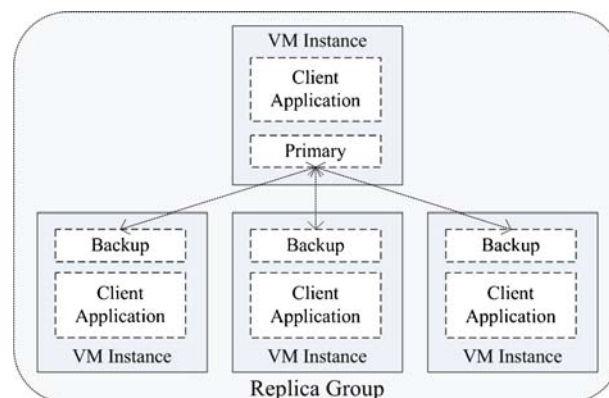 VM Instance
Client
Application
Primary
Backup
Backup
Backup
Client
Application
Client
Application
Client
Application
VM Instance
VM Instance
VM Instance
Replica Group